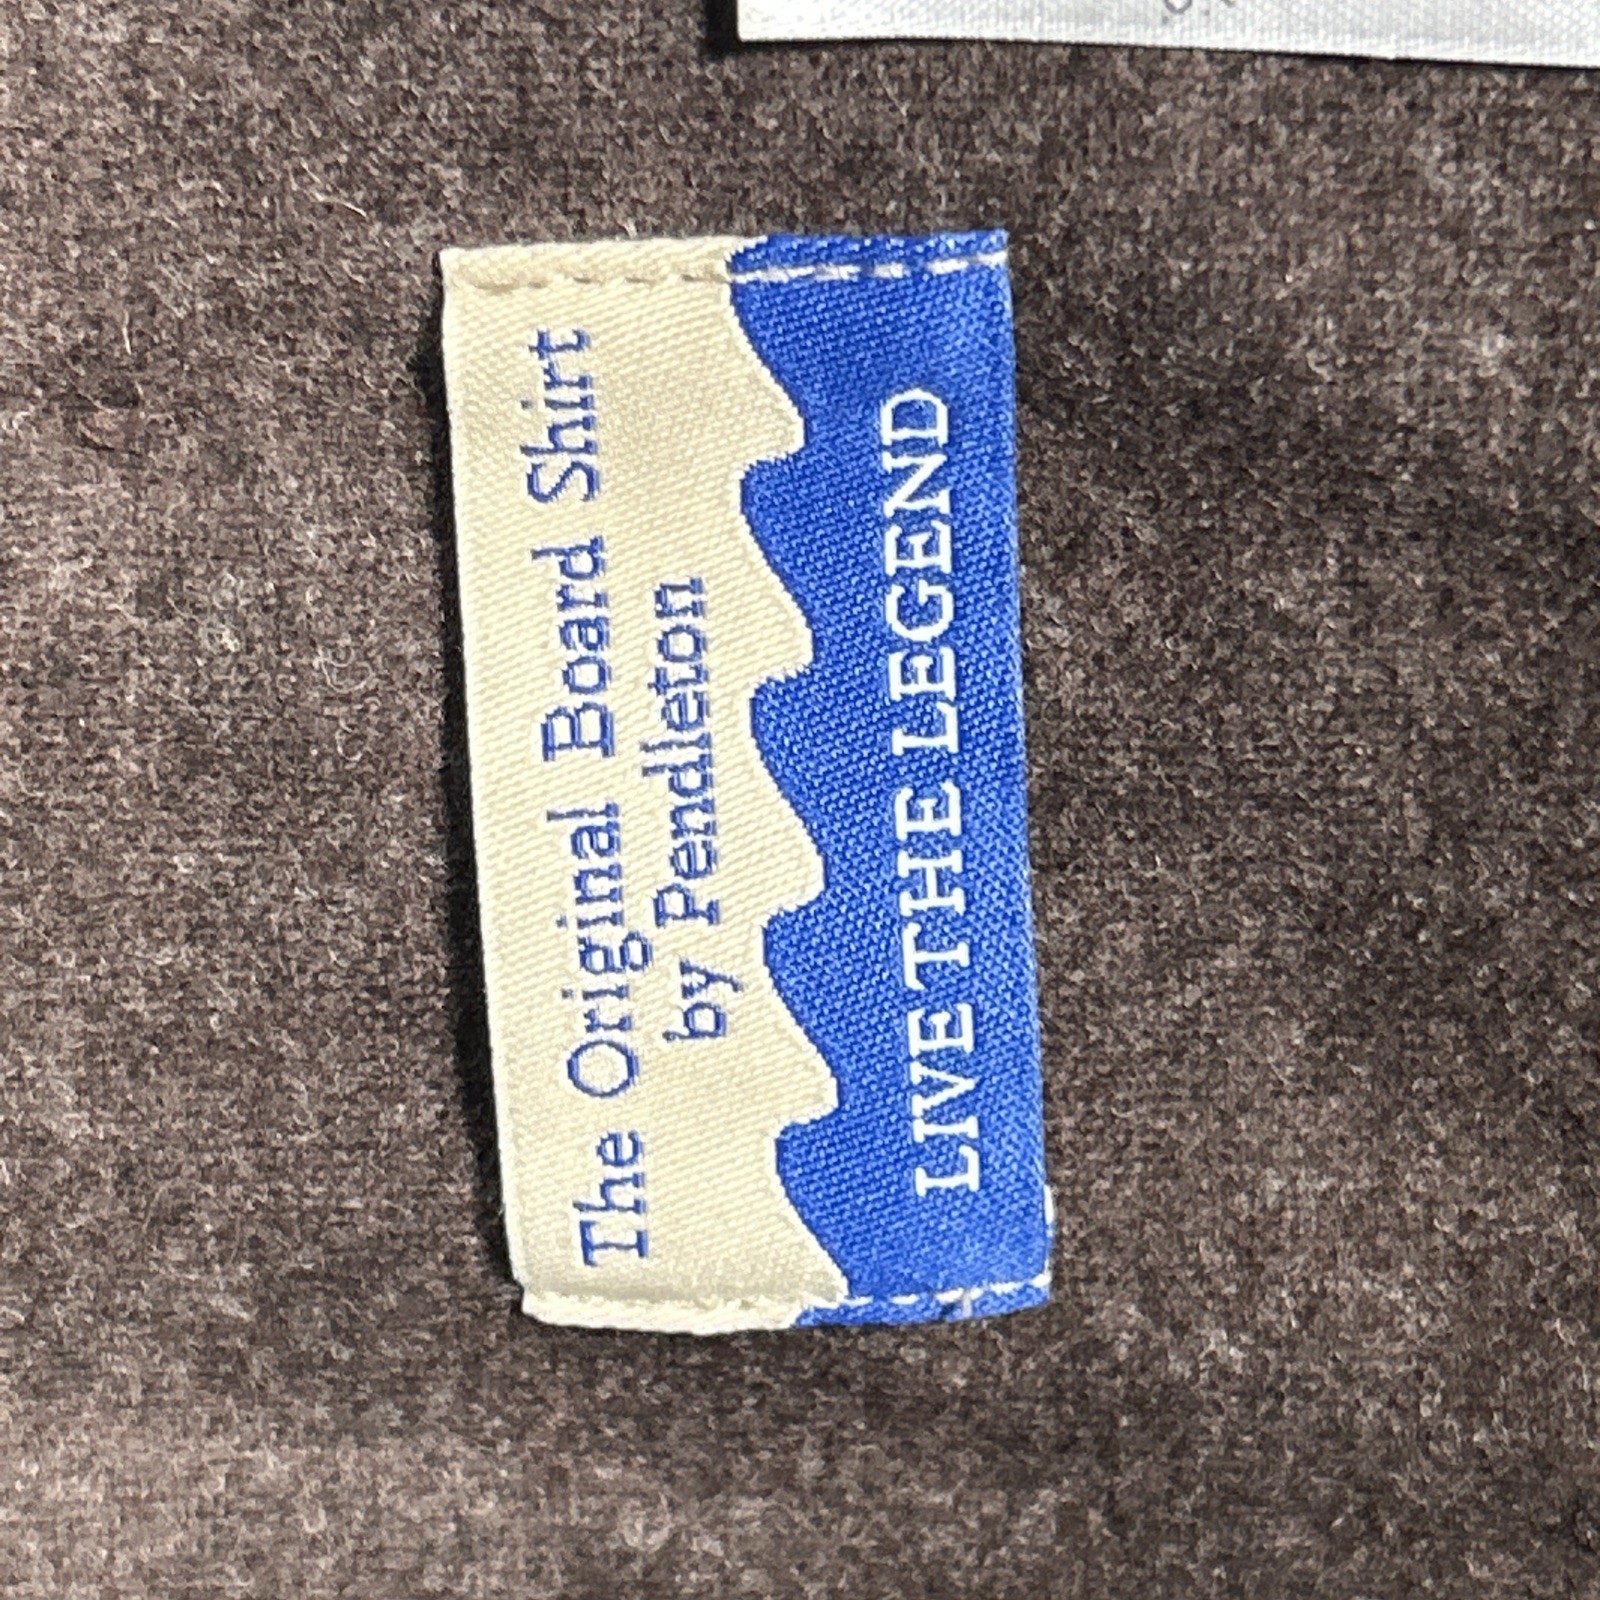 The Original Board Shirt
by Pendleton
LIVE THE LEGEND